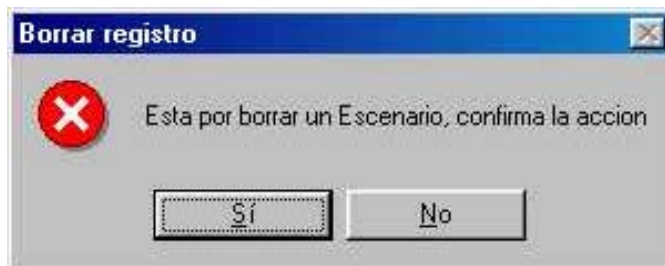 Borrar registro
Esta por borrar un Escenario, confirma la accion
Sí No